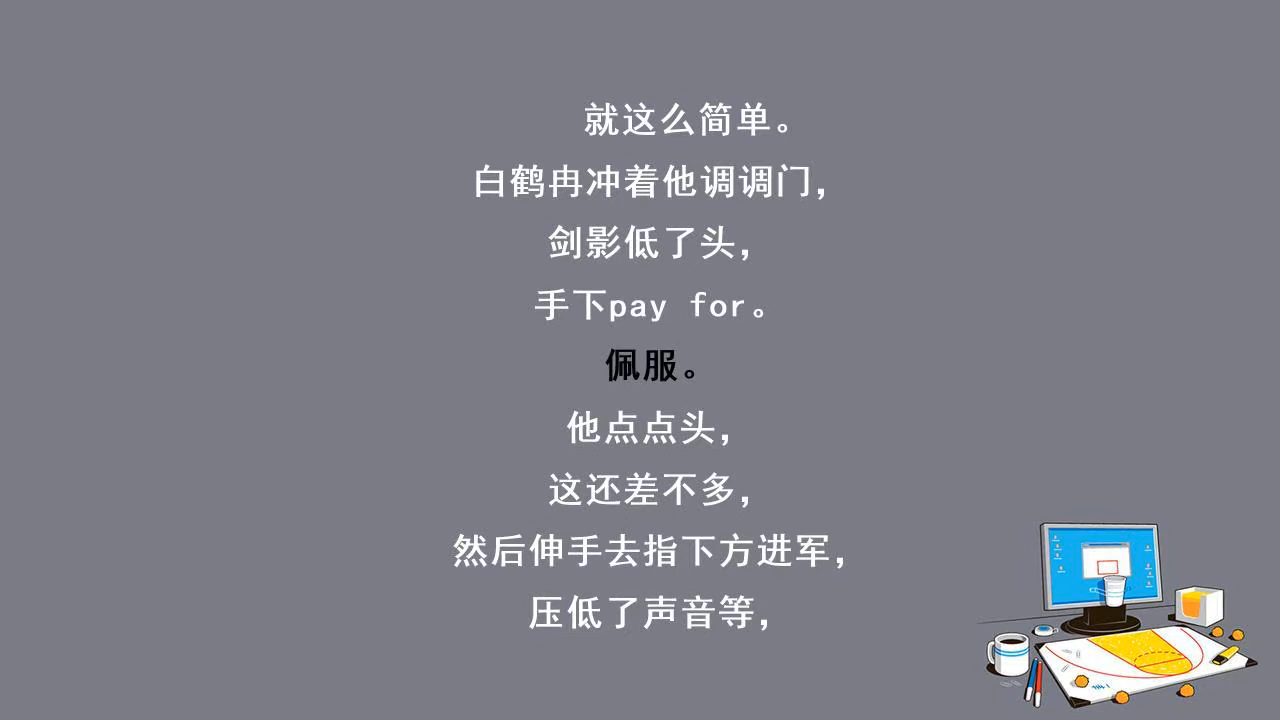 就这么简单。
白鹤冉冲着他调调门，
剑影低了头，
手下pay for。
佩服。
他点点头，
这还差不多，
然后伸手去指下方进军，
压低了声音等，